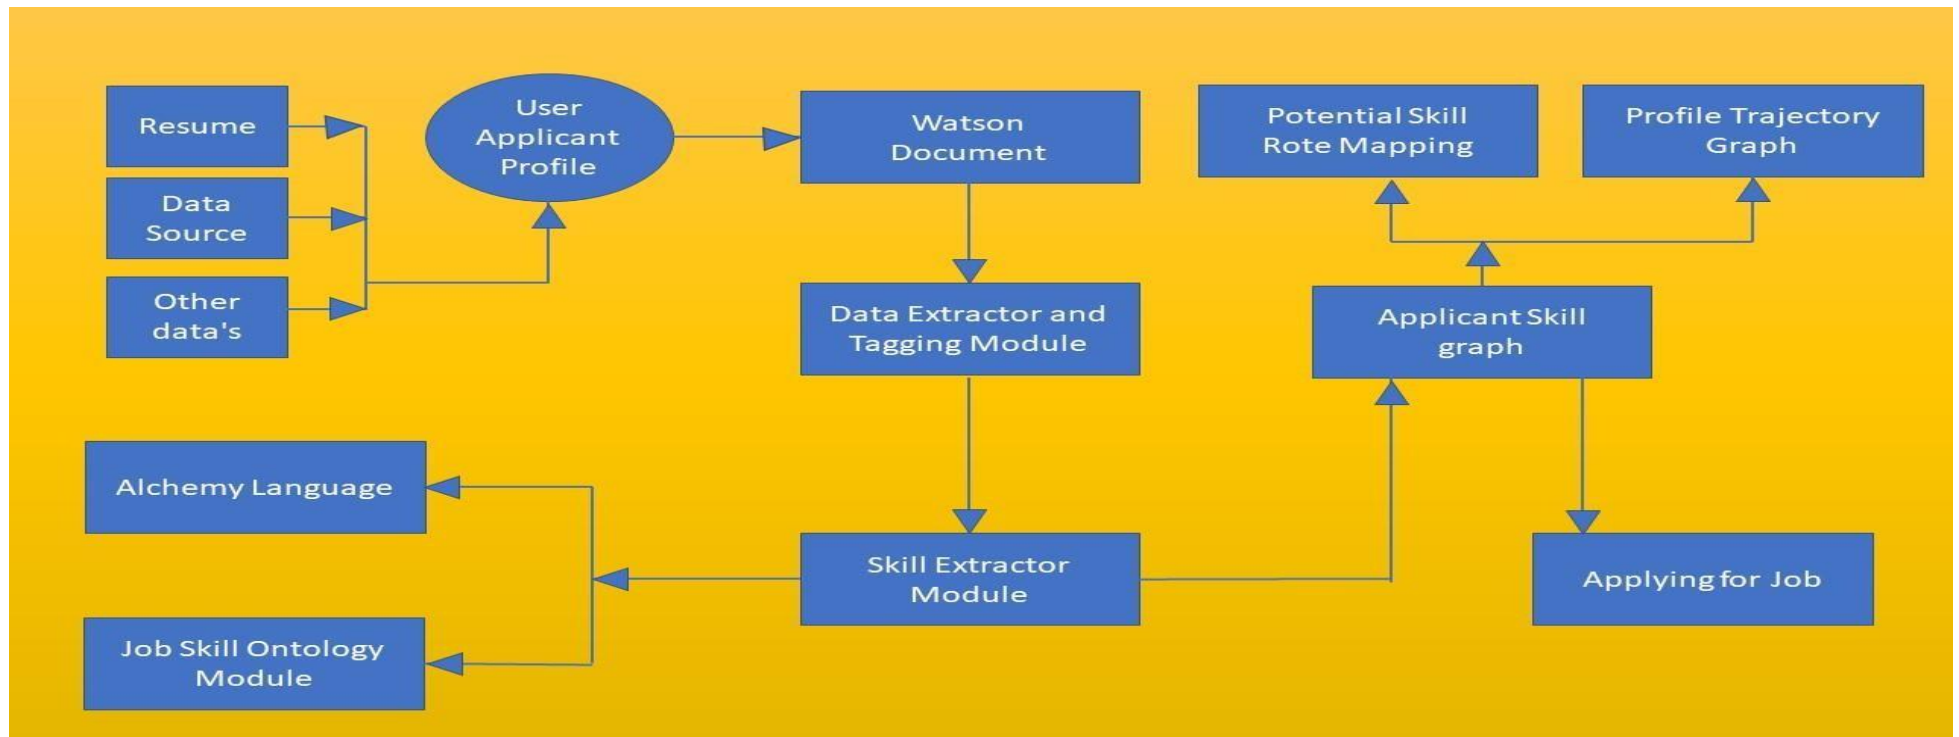 Resume
Data
Source
Other
data's
User
Applicant
Profile
Watson
Document
Data Extractor and
Tagging Module
Skill Extractor
Module
Alchemy Language
Job Skill Ontology
Module
Potential Skill
Rote Mapping
Profile Trajectory
Graph
Applicant Skill
graph
Applying for Job